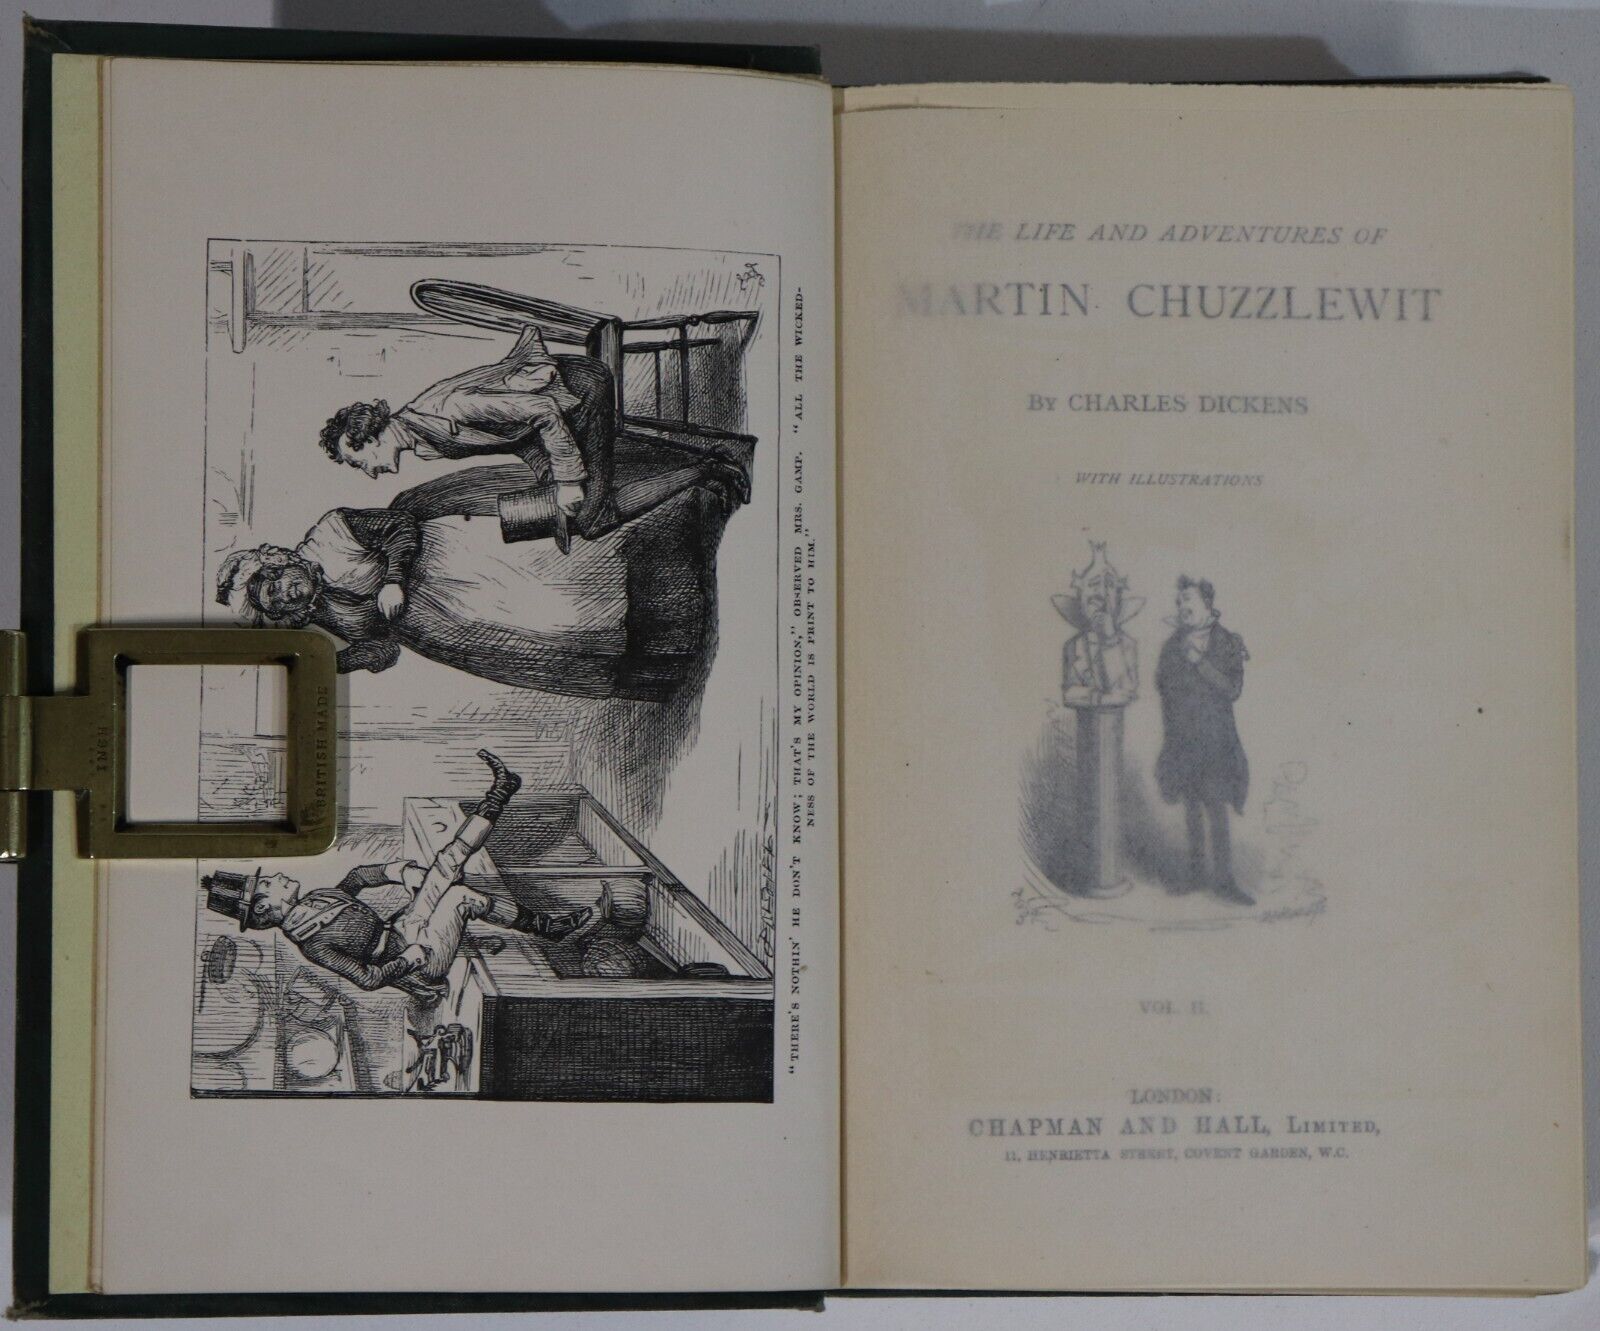 "THERE'S NOTHIN' HE DON'T KNOW; THAT'S MY OPINION," OBSERVED MRS. GAMP. "ALL THE WICKED-
NESS OF THE WORLD IS PRINT TO HIM."
INCH
BRITISH MADE
THE LIFE AND ADVENTURES OF
MARTIN CHUZZLEWIT
BY CHARLES DICKENS
WITH ILLUSTRATIONS
VOL. II.
LONDON:
CHAPMAN AND HALL, LIMITED,
11, HENRIETTA STREET, COVENT GARDEN, W.C.